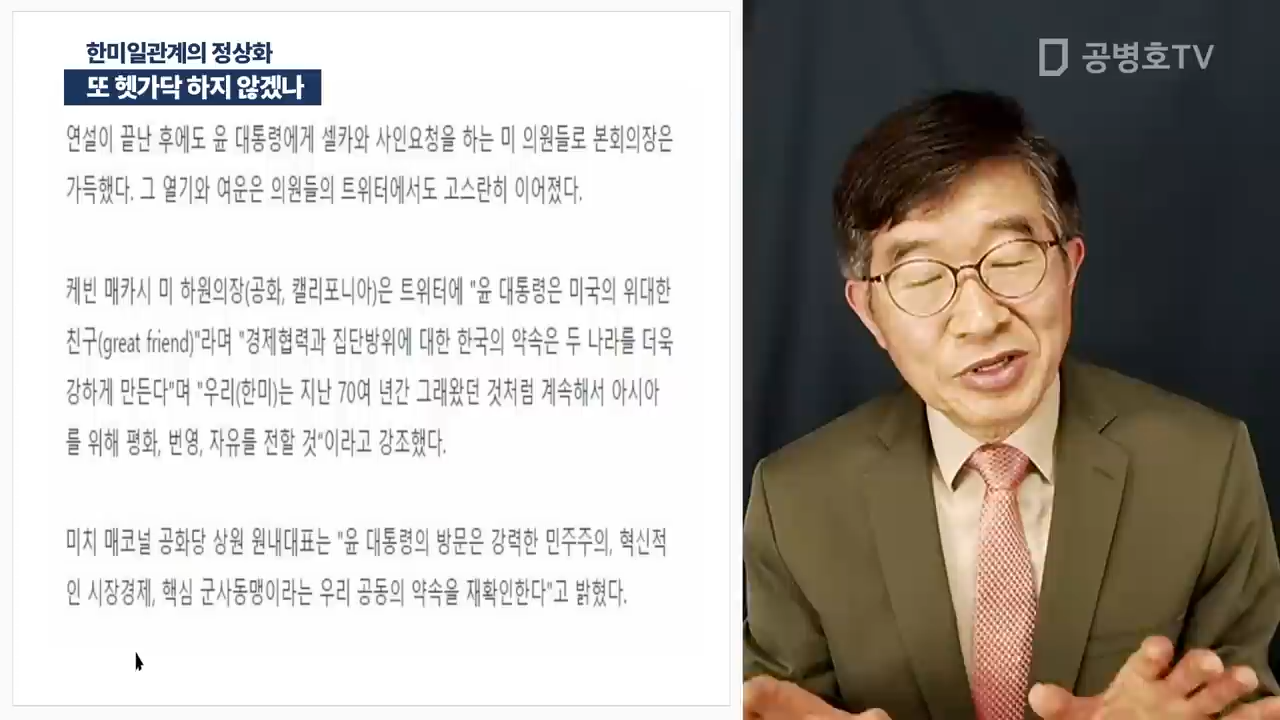 한미일관계의 정상화
또 헷가닥 하지 않겠나
공병호TV
연설이 끝난 후에도 윤 대통령에게 셀카와 사인요청을 하는 미 의원들로 본회의장은
가득했다. 그 열기와 여운은 의원들의 트위터에서도 고스란히 이어졌다.
케빈 매카시 미 하원의장(공화, 캘리포니아)은 트위터에 "윤 대통령은 미국의 위대한
친구(great friend)"라며 "경제협력과 집단방위에 대한 한국의 약속은 두 나라를 더욱
강하게 만든다"며 "우리(한미)는 지난 70여 년간 그래왔던 것처럼 계속해서 아시아
를 위해 평화, 번영, 자유를 전할 것"이라고 강조했다.
미치 매코널 공화당 상원 원내대표는 "윤 대통령의 방문은 강력한 민주주의, 혁신적
인 시장경제, 핵심 군사동맹이라는 우리 공동의 약속을 재확인한다"고 밝혔다.